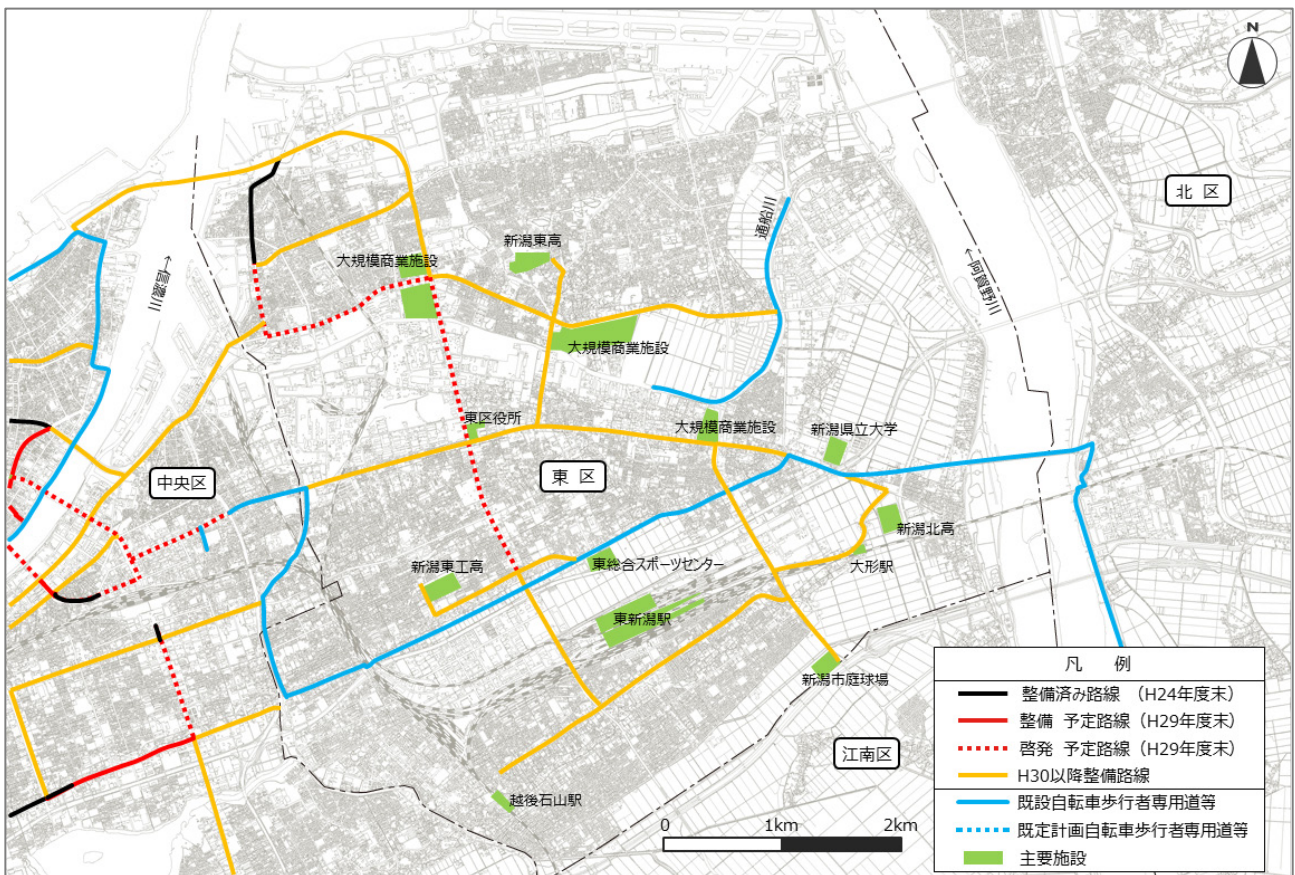 N
北 区
通船川
新潟東高
←阿賀野川
大規模商業施設
←信濃川
大規模商業施設
東区役所
大規模商業施設
新潟県立大学
東 区
中央区
新潟北高
大形駅
新潟東工高
東総合スポーツセンター
東新潟駅
新潟市庭球場
江南区
越後石山駅
0 1km 2km
凡 例
整備済み路線 （H24年度末）
整備 予定路線（H29年度末）
啓発 予定路線（H29年度末）
H30以降整備路線
既設自転車歩行者専用道等
既定計画自転車歩行者専用道等
主要施設